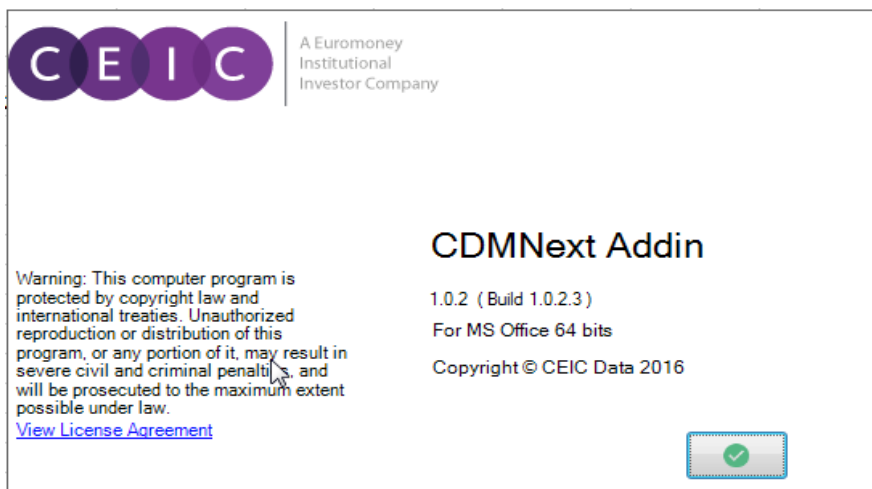 CEIC
A Euromoney
Institutional
Investor Company
CDMNext Addin
Warning: This computer program is
protected by copyright law and
international treaties. Unauthorized
reproduction or distribution of this
program, or any portion of it, may result in
severe civil and criminal penalties, and
will be prosecuted to the maximum extent
possible under law.
View License Agreement
1.0.2 ( Build 1.0.2.3 )
For MS Office 64 bits
Copyright © CEIC Data 2016